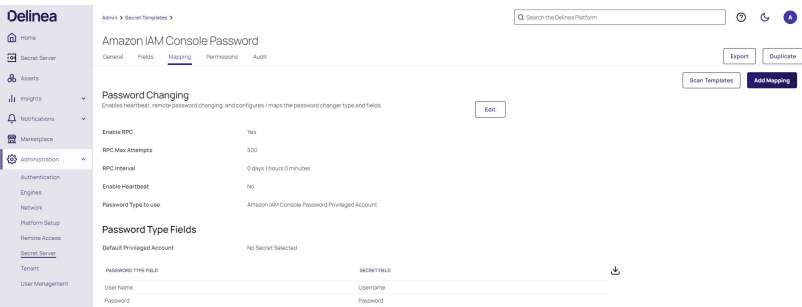 Delinea
Admin > Secret Templates >
Search the Delinea Platform
A
Home
Secret Server
Assets
Insights
Notifications
Marketplace
Administration
Authentication
Engines
Network
Platform Setup
Remote Access
Secret Server
Tenant
User Management
Amazon IAM Console Password
General Fields Mapping Permissions Audit
Export Duplicate
Scan Templates Add Mapping
Password Changing
Enables heartbeat, remote password changing, and configures / maps the password changer type and fields.
Edit
Enable RPC Yes
RPC Max Attempts 500
RPC Interval 0 days 1 hours 0 minutes
Enable Heartbeat No
Password Type to use Amazon IAM Console Password Privileged Account
Password Type Fields
Default Privileged Account No Secret Selected
PASSWORD TYPE FIELD SECRET FIELD
User Name Username
Password Password